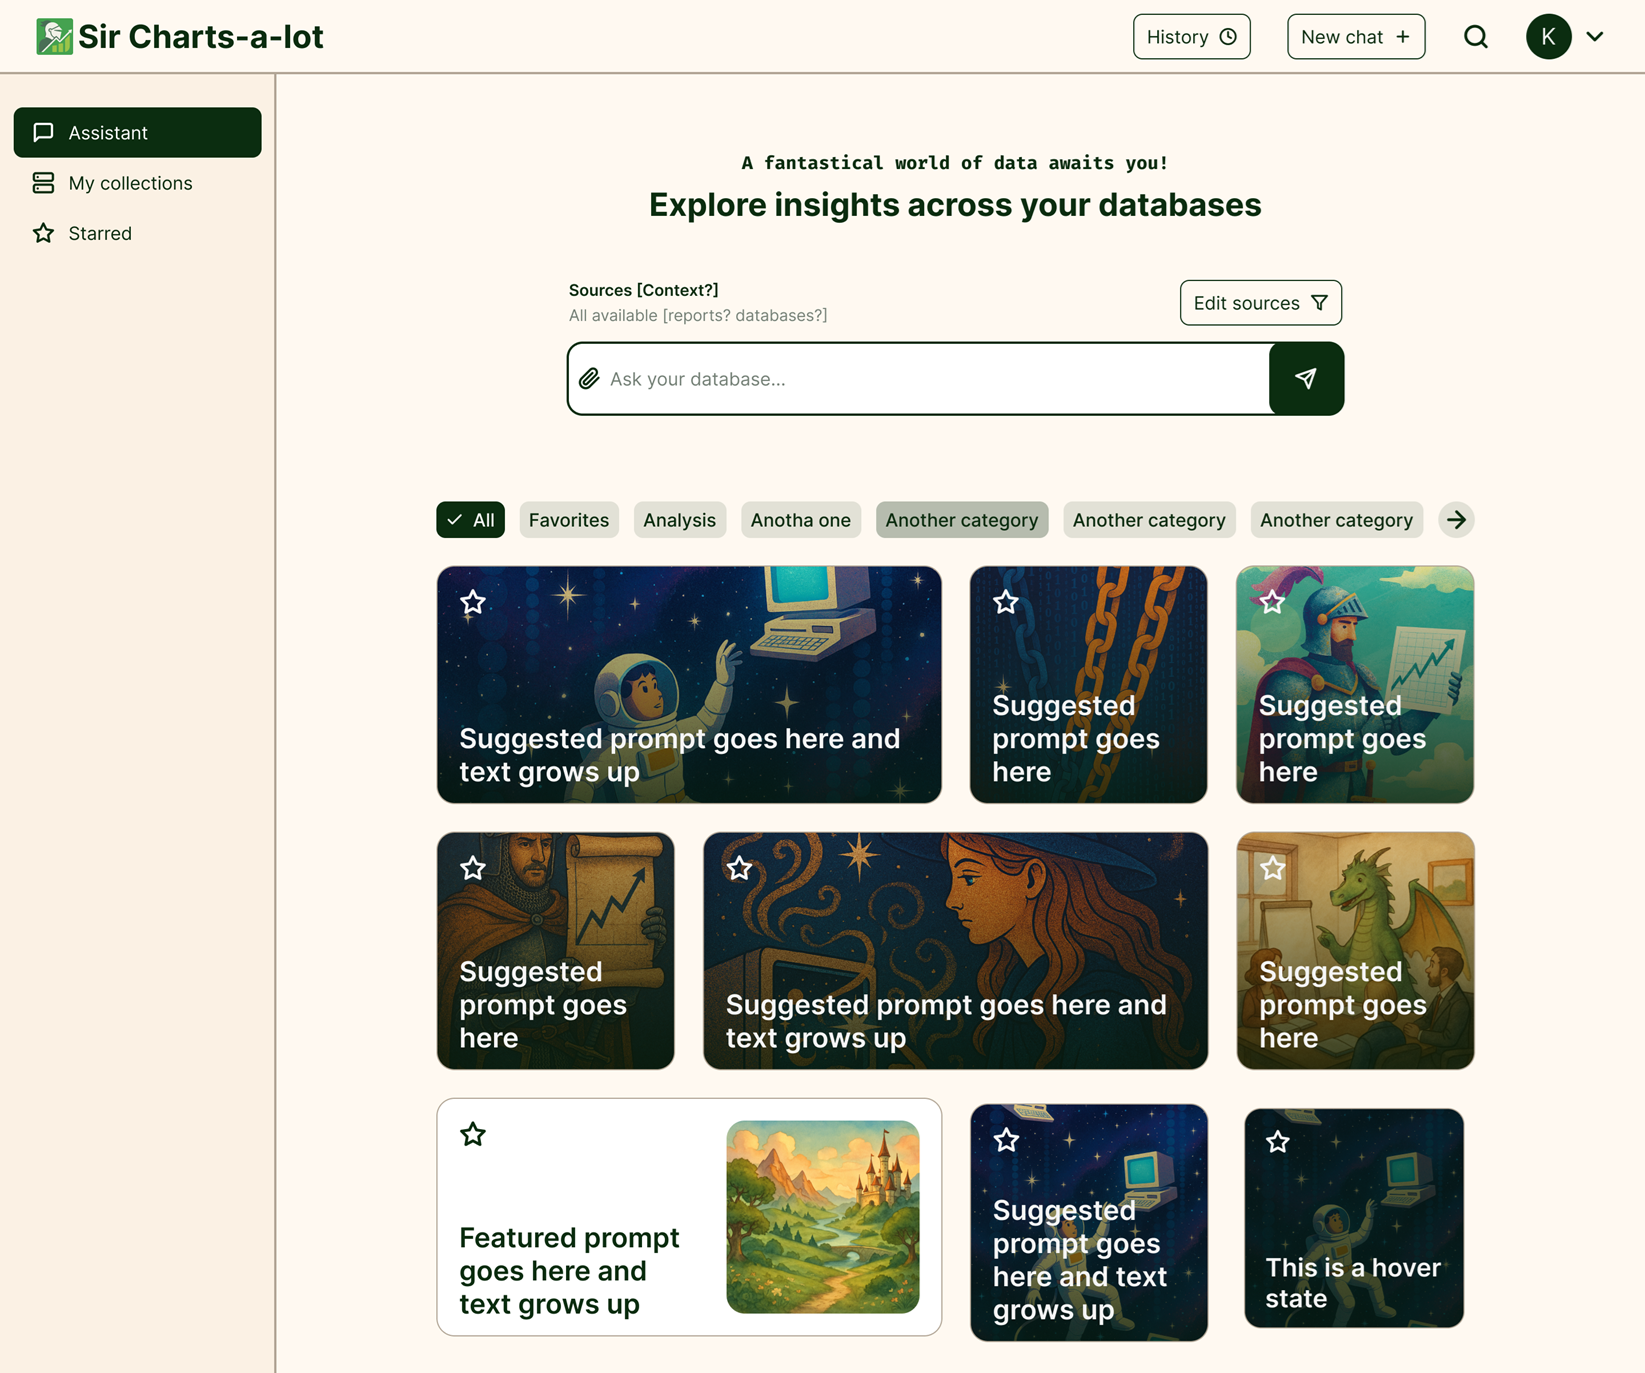 Sir Charts-a-lot
History
New chat
K
Assistant
My collections
Starred
A fantastical world of data awaits you!
Explore insights across your databases
Sources [Context?]
All available [reports? databases?]
Edit sources
Ask your database...
All
Favorites
Analysis
Anotha one
Another category
Another category
Another category
Suggested prompt goes here and
text grows up
Suggested
prompt goes
here
Suggested
prompt goes
here
Suggested
prompt goes
here
Suggested prompt goes here and
text grows up
Suggested
prompt goes
here
Featured prompt
goes here and
text grows up
Suggested
prompt goes
here and text
grows up
This is a hover
state